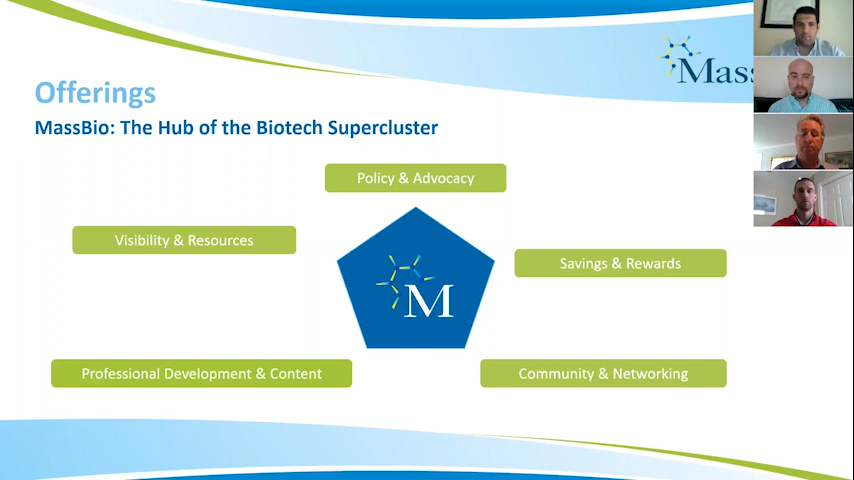 Offerings
MassBio: The Hub of the Biotech Supercluster
Mass
Policy & Advocacy
Visibility & Resources
Savings & Rewards
M
Professional Development & Content
Community & Networking